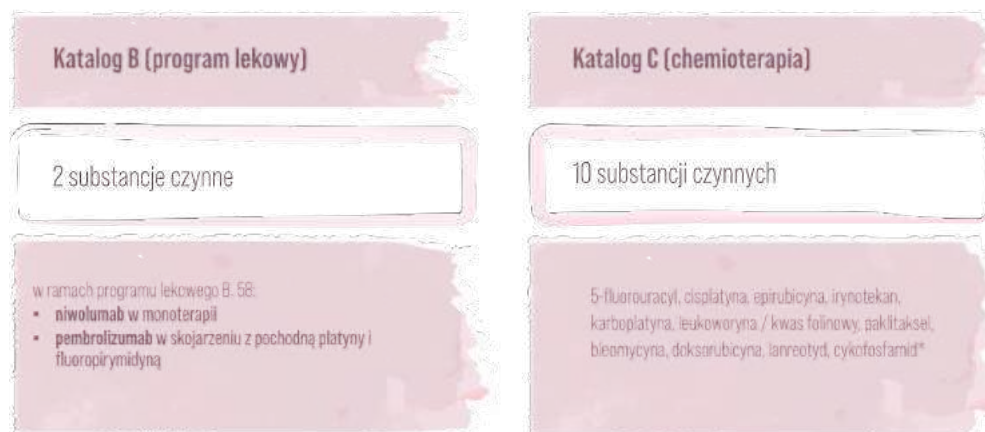 Katalog B (program lekowy)
2 substancje czynne
w ramach programu lekowego B. 58:
▪ niwolumab w monoterapii
▪ pembrolizumab w skojarzeniu z pochodną platyny i
fluoropirymidyną
Katalog C (chemioterapia)
10 substancji czynnych
5-fluorouracyl, cisplatyna, epirubicyna, irynotekan,
karboplatyna, leukoworyna / kwas folinowy, paklitaksel,
bleomycyna, doksorubicyna, lanreotyd, cykofosfamid*